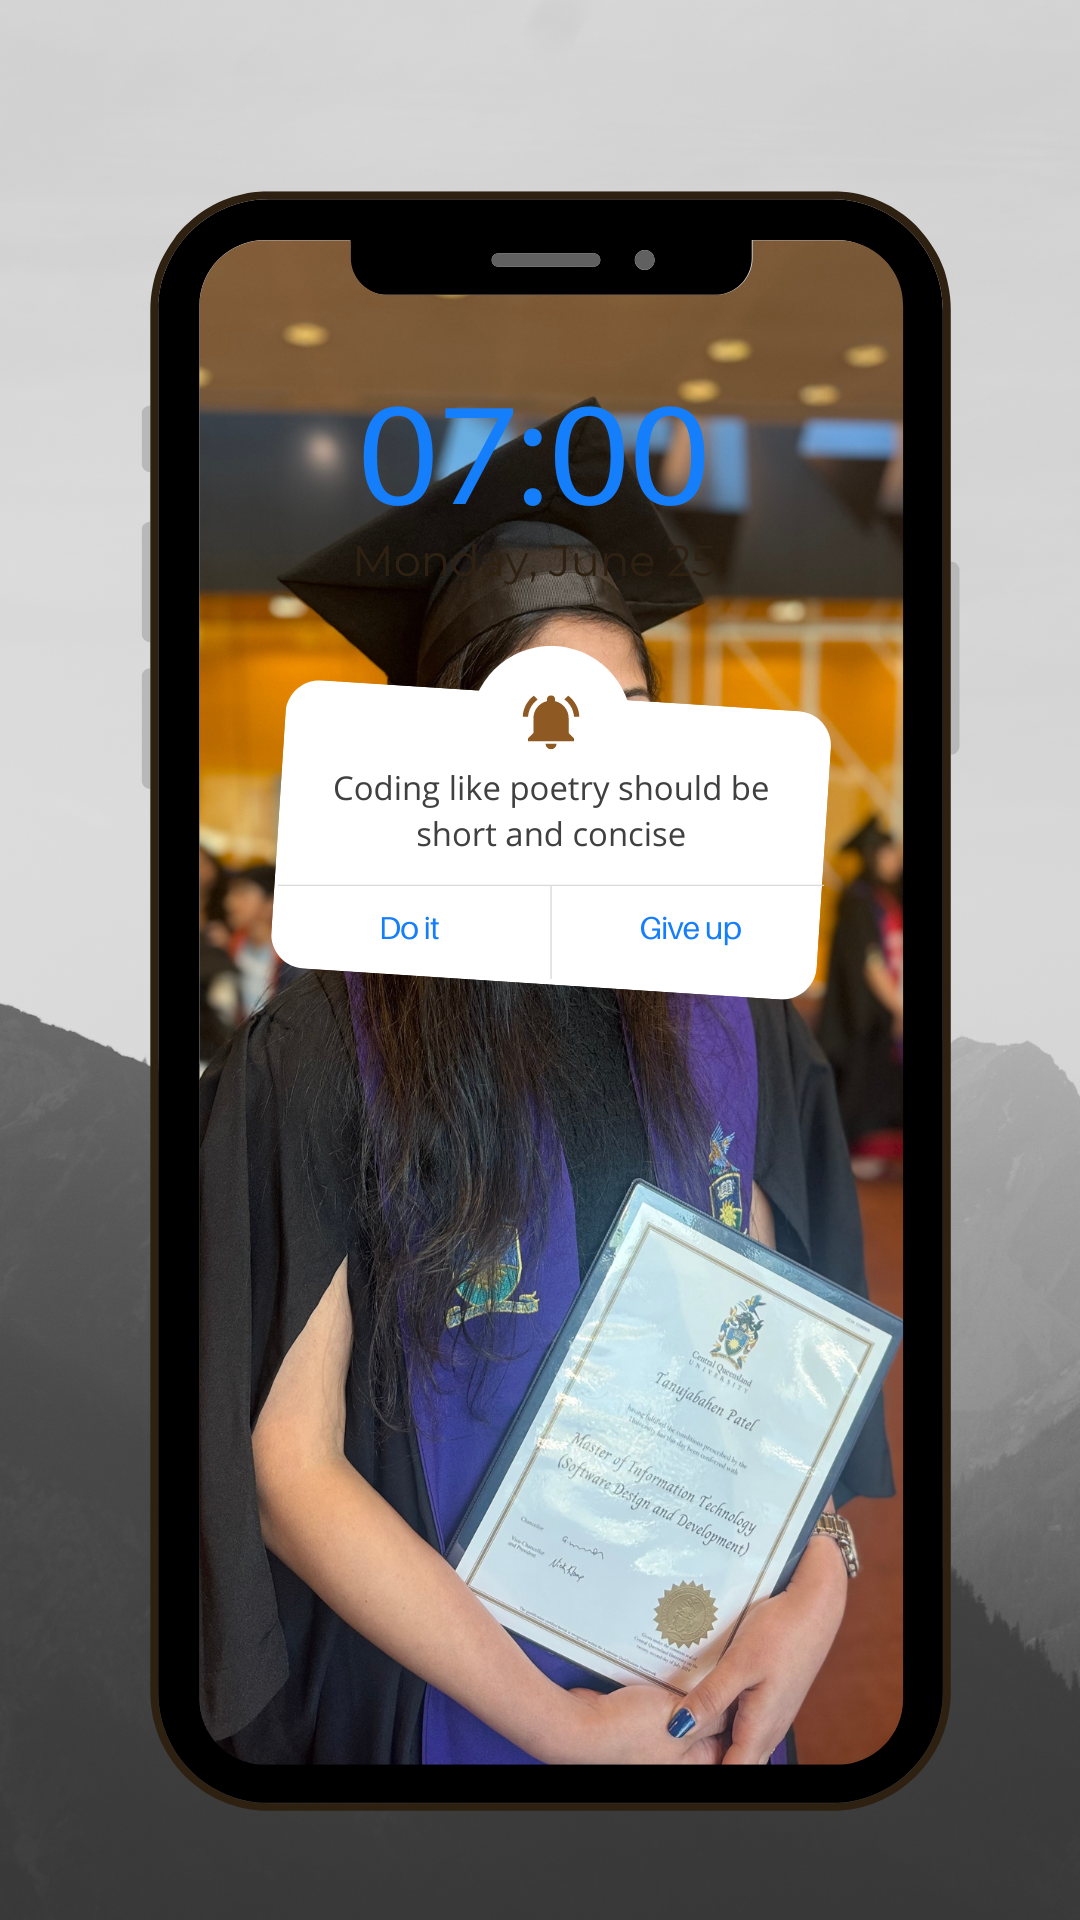 07:00
Monday, June 25
Coding like poetry should be
short and concise
Do it
Give up
Central Queensland
UNIVERSITY
Tanujabahen Patel
having fulfilled the conditions prescribed by the
University has this day been conferred with
Master of Information Technology
(Software Design and Development)
Chancellor
Vice-Chancellor
and President